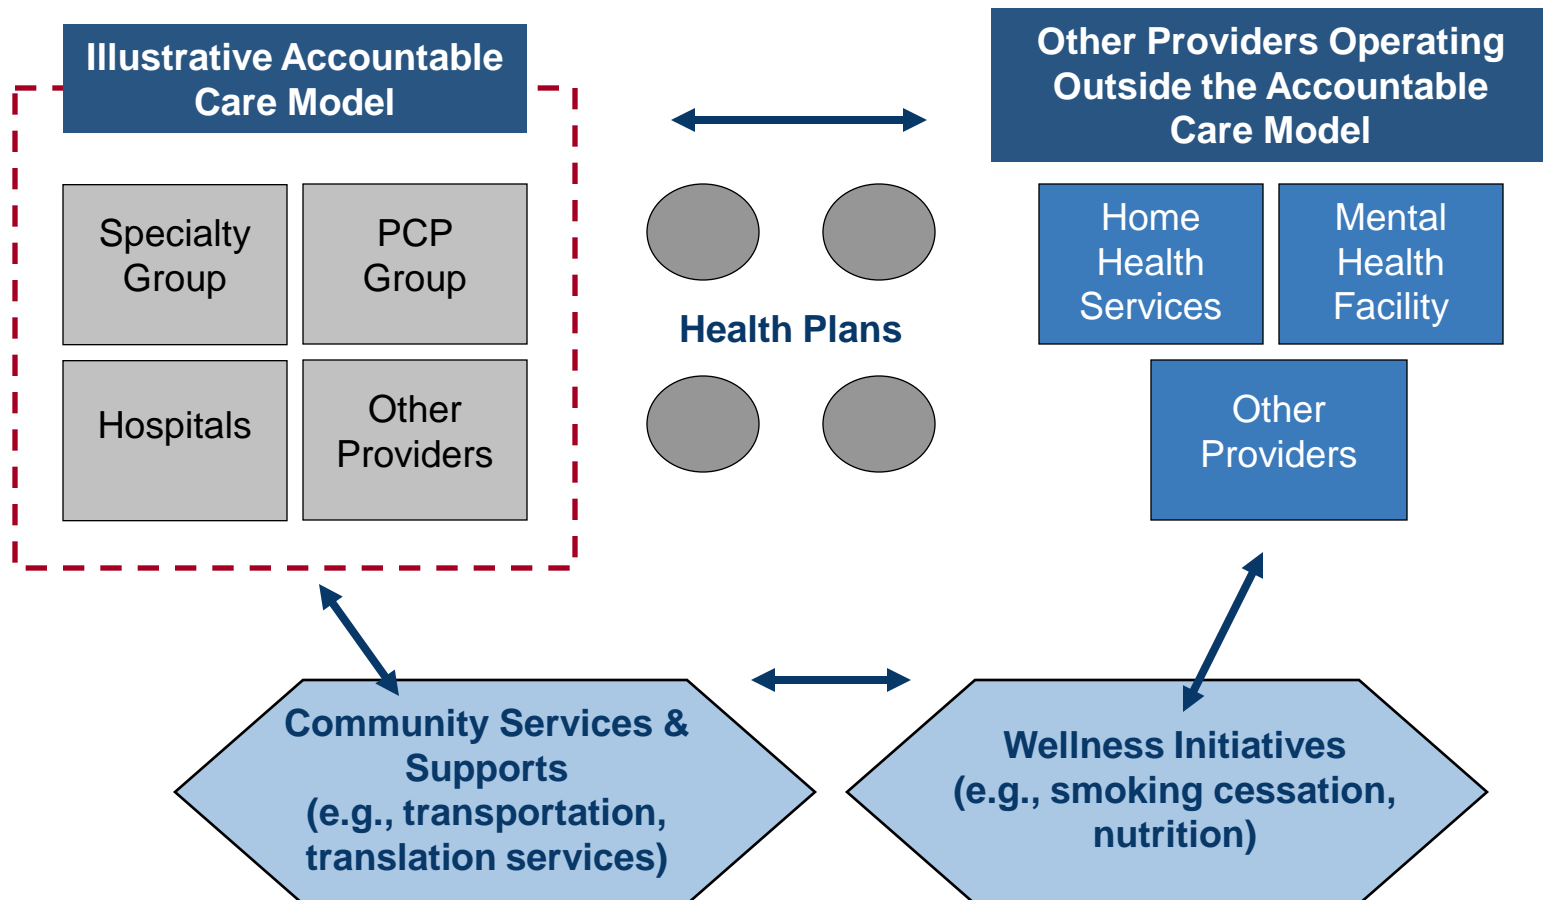 Illustrative Accountable
Care Model
Other Providers Operating
Outside the Accountable
Care Model
Specialty
Group
PCP
Group
Hospitals
Other
Providers
Health Plans
Home
Health
Services
Mental
Health
Facility
Other
Providers
Community Services &
Supports
(e.g., transportation,
translation services)
Wellness Initiatives
(e.g., smoking cessation,
nutrition)